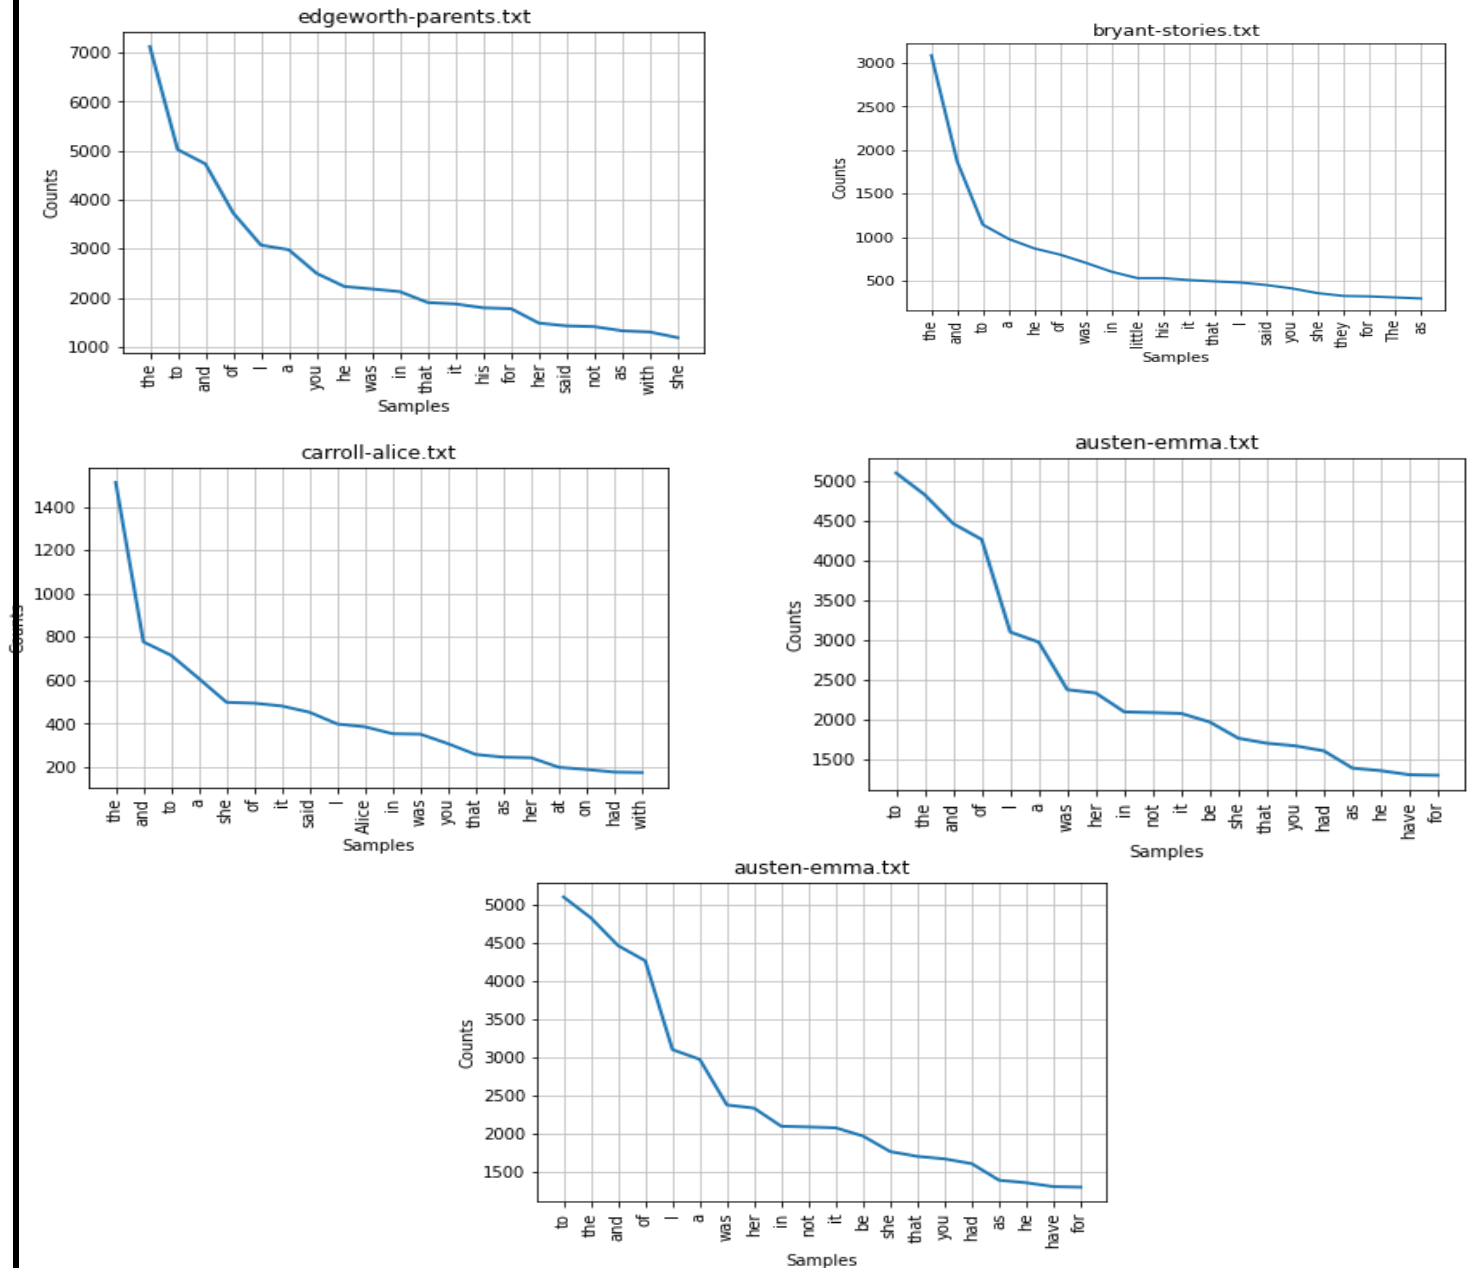 edgeworth-parents.txt
7000
6000
5000
4000
3000
2000
1000
Counts
the to and of I a you he was in that it his for her said not as with she
Samples
bryant-stories.txt
3000
2500
2000
1500
1000
500
Counts
the and to a he of was in little his it that I said you she they for The as
Samples
carroll-alice.txt
1400
1200
1000
800
600
400
200
Counts
the and to a she of it said I Alice in was you that as her at on had with
Samples
austen-emma.txt
5000
4500
4000
3500
3000
2500
2000
1500
Counts
to the and of I a was her in not it be she that you had as he have for
Samples
austen-emma.txt
5000
4500
4000
3500
3000
2500
2000
1500
Counts
to the and of I a was her in not it be she that you had as he have for
Samples